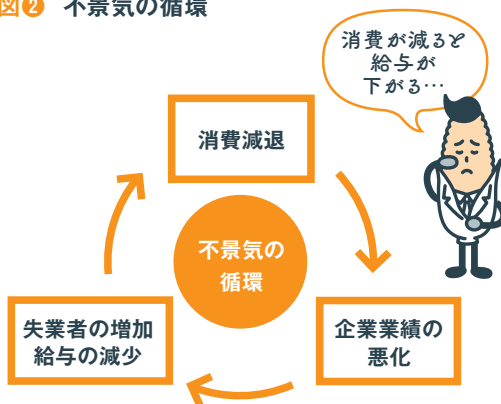 図❷ 不景気の循環
消費が減ると
給与が
下がる…
消費減退
不景気の
循環
失業者の増加
給与の減少
企業業績の
悪化